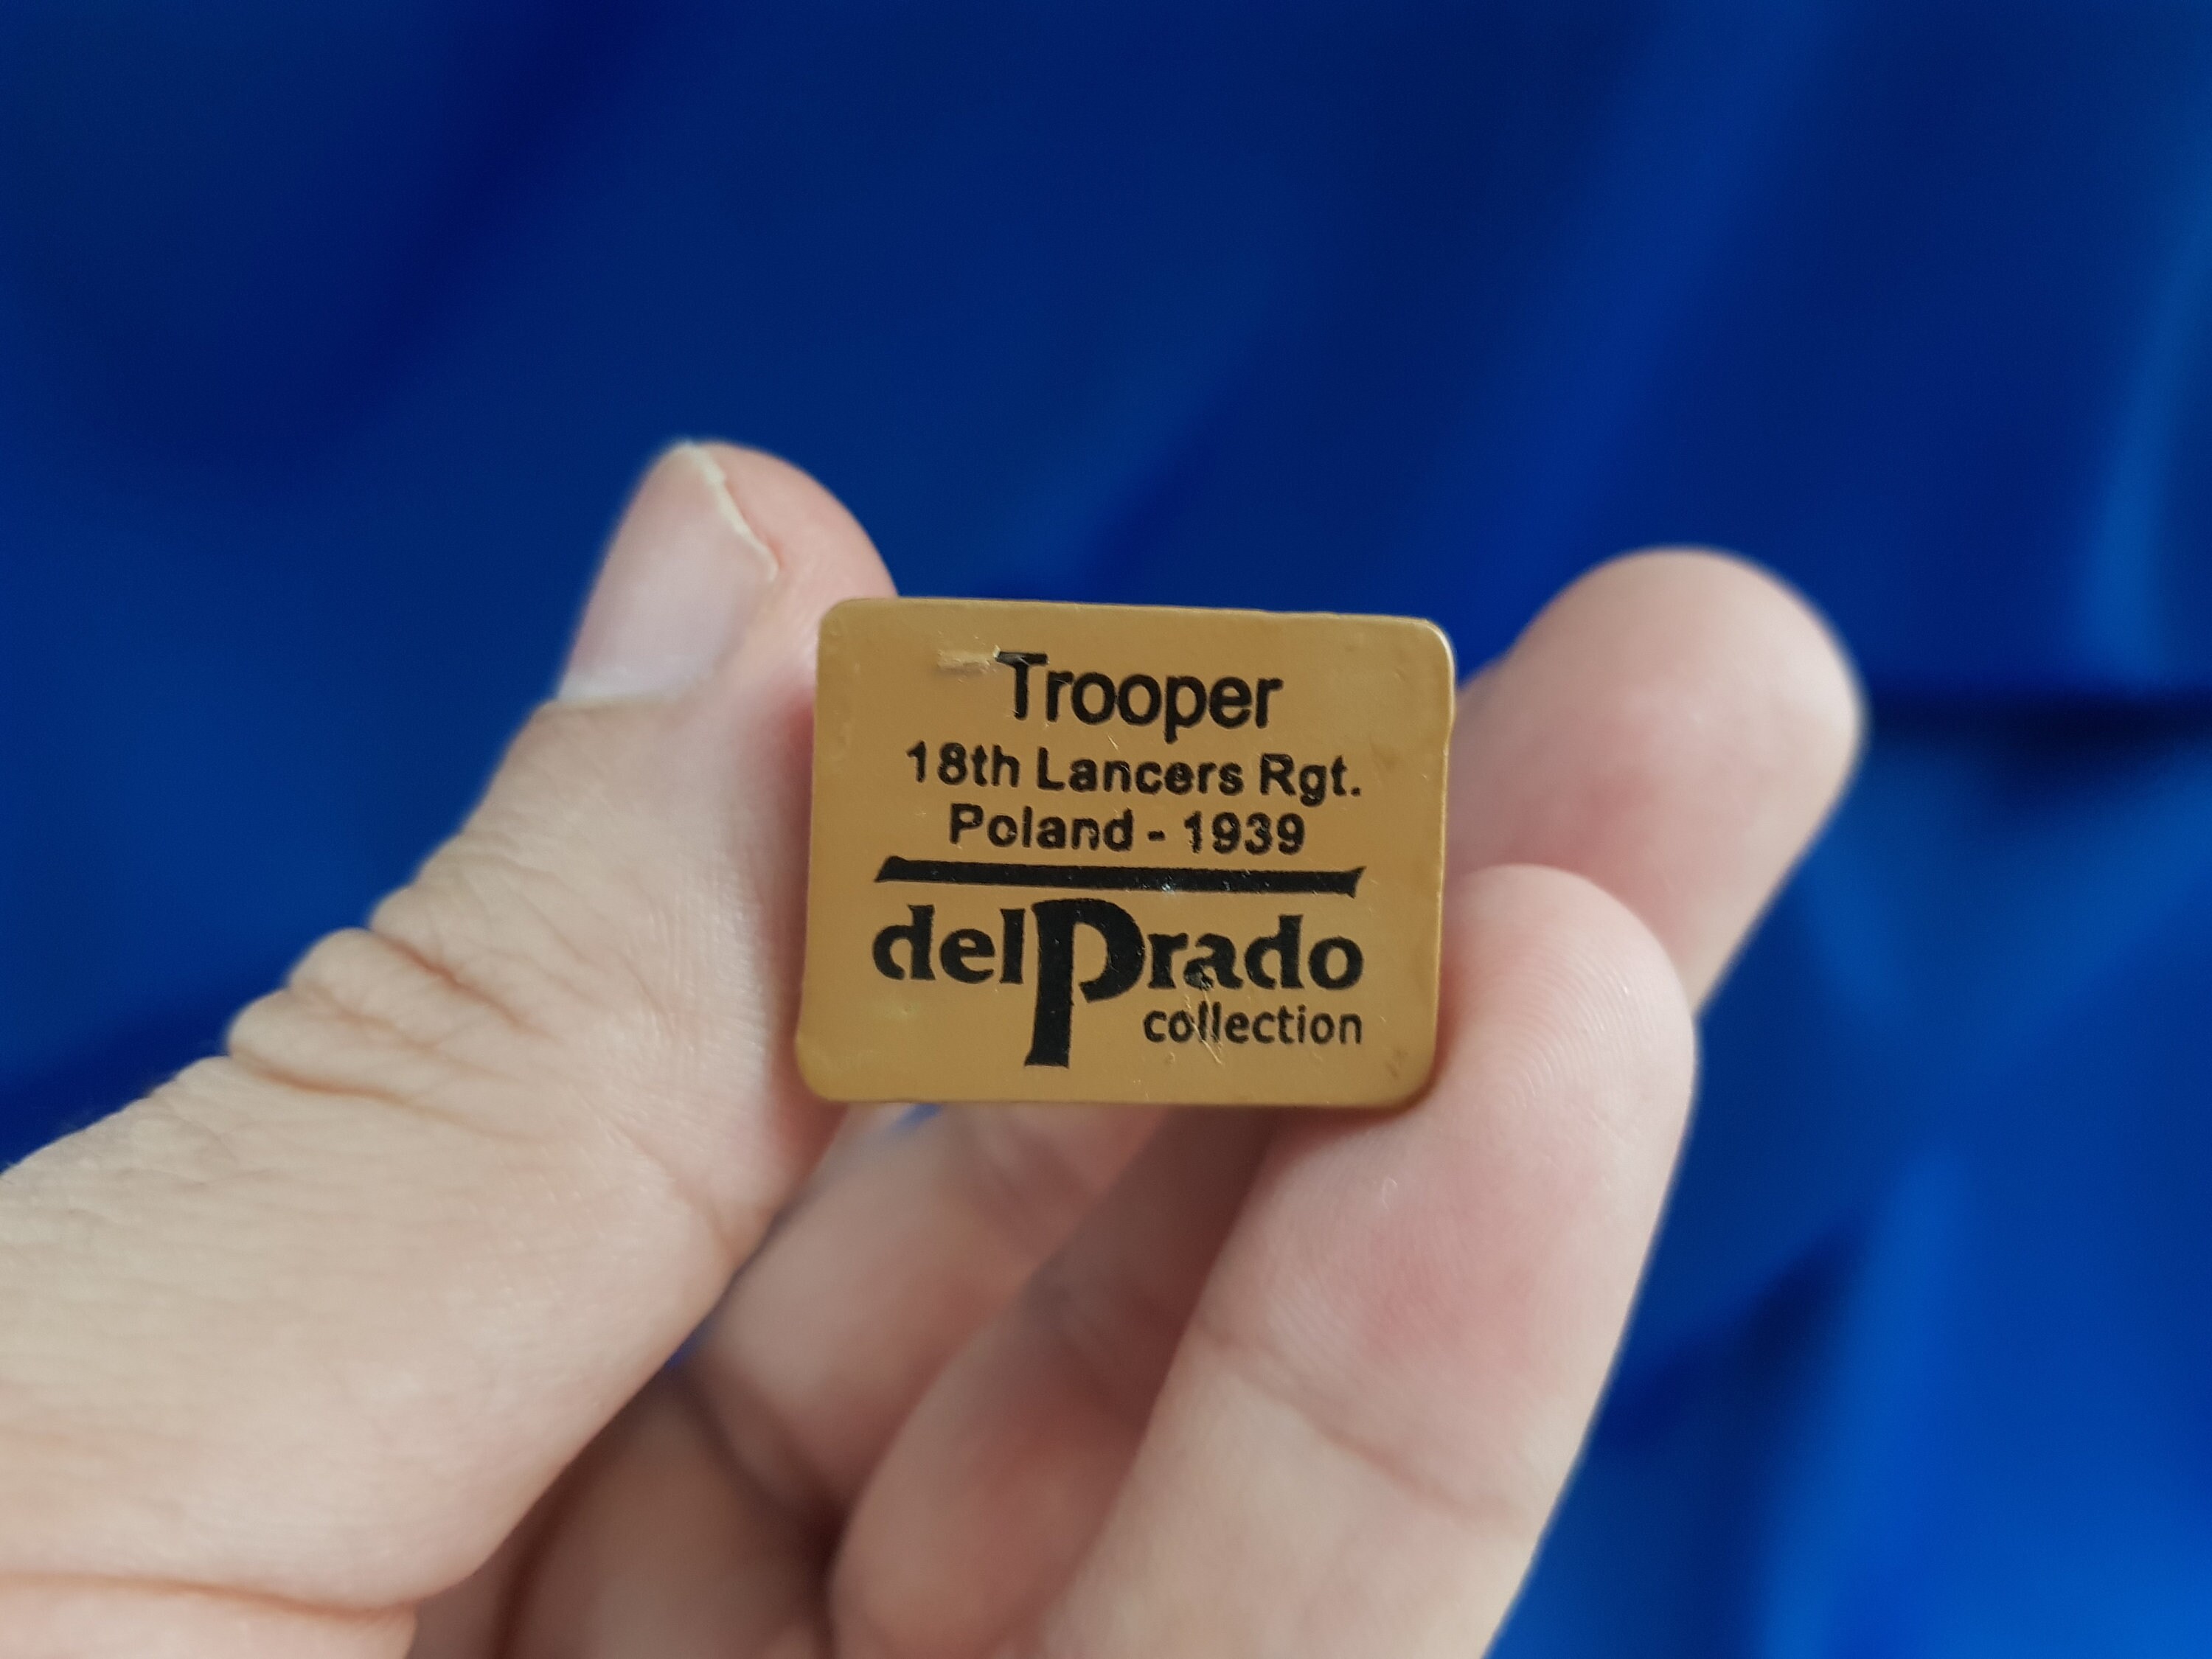 Trooper
18th Lancers Rgt.
Poland - 1939
delPrado
collection